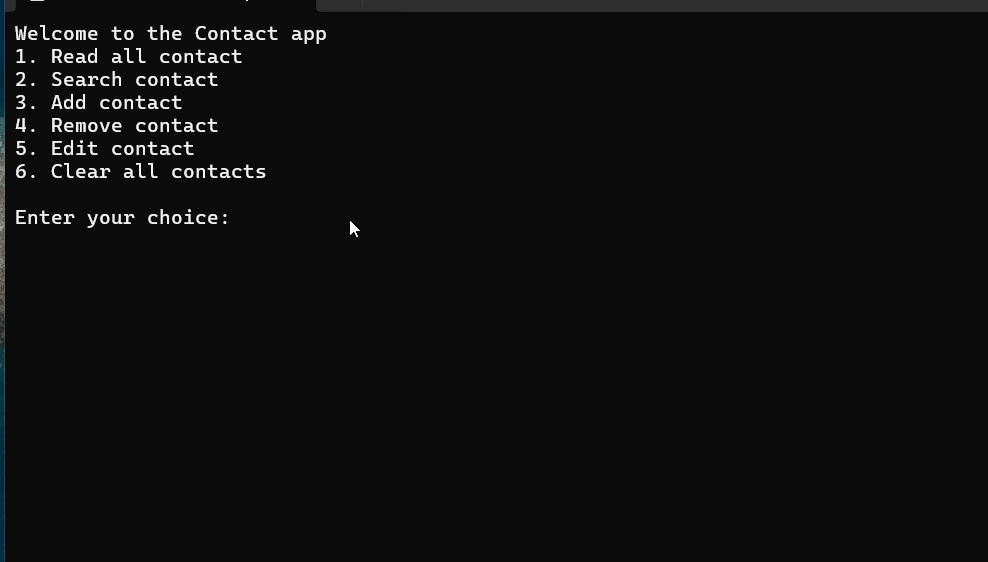 Welcome to the Contact app
1. Read all contact
2. Search contact
3. Add contact
4. Remove contact
5. Edit contact
6. Clear all contacts
Enter your choice: